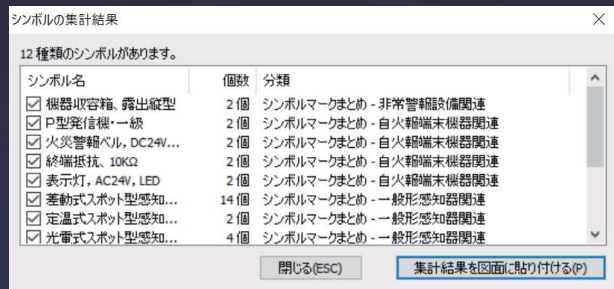 シンボルの集計結果
12 種類のシンボルがあります。
シンボル名 個数 分類
機器収容箱、露出縦型 2個 シンボルマークまとめ - 非常警報設備関連
P型発信機・一級 2個 シンボルマークまとめ - 自火報端末機器関連
火災警報ベル, DC24V... 2個 シンボルマークまとめ - 自火報端末機器関連
終端抵抗、10KΩ 2個 シンボルマークまとめ - 自火報端末機器関連
表示灯, AC24V, LED 2個 シンボルマークまとめ - 自火報端末機器関連
差動式スポット型感知... 14個 シンボルマークまとめ - 一般形感知器関連
定温式スポット型感知... 2個 シンボルマークまとめ - 一般形感知器関連
光電式スポット型感知... 4個 シンボルマークまとめ - 一般形感知器関連
閉じる(ESC) 集計結果を図面に貼り付ける(P)